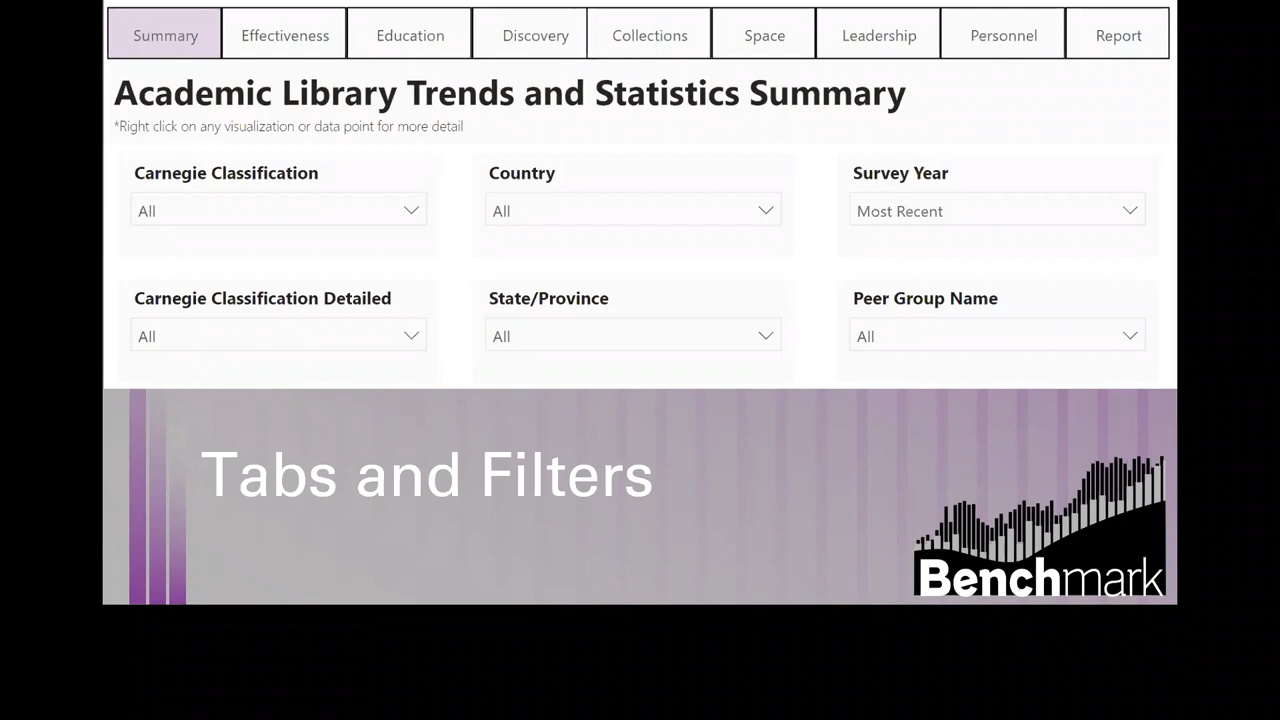 Summary Effectiveness Education Discovery Collections Space Leadership Personnel Report
Academic Library Trends and Statistics Summary
*Right click on any visualization or data point for more detail
Carnegie Classification Country Survey Year
All All Most Recent
Carnegie Classification Detailed State/Province Peer Group Name
All All All
Tabs and Filters
Benchmark